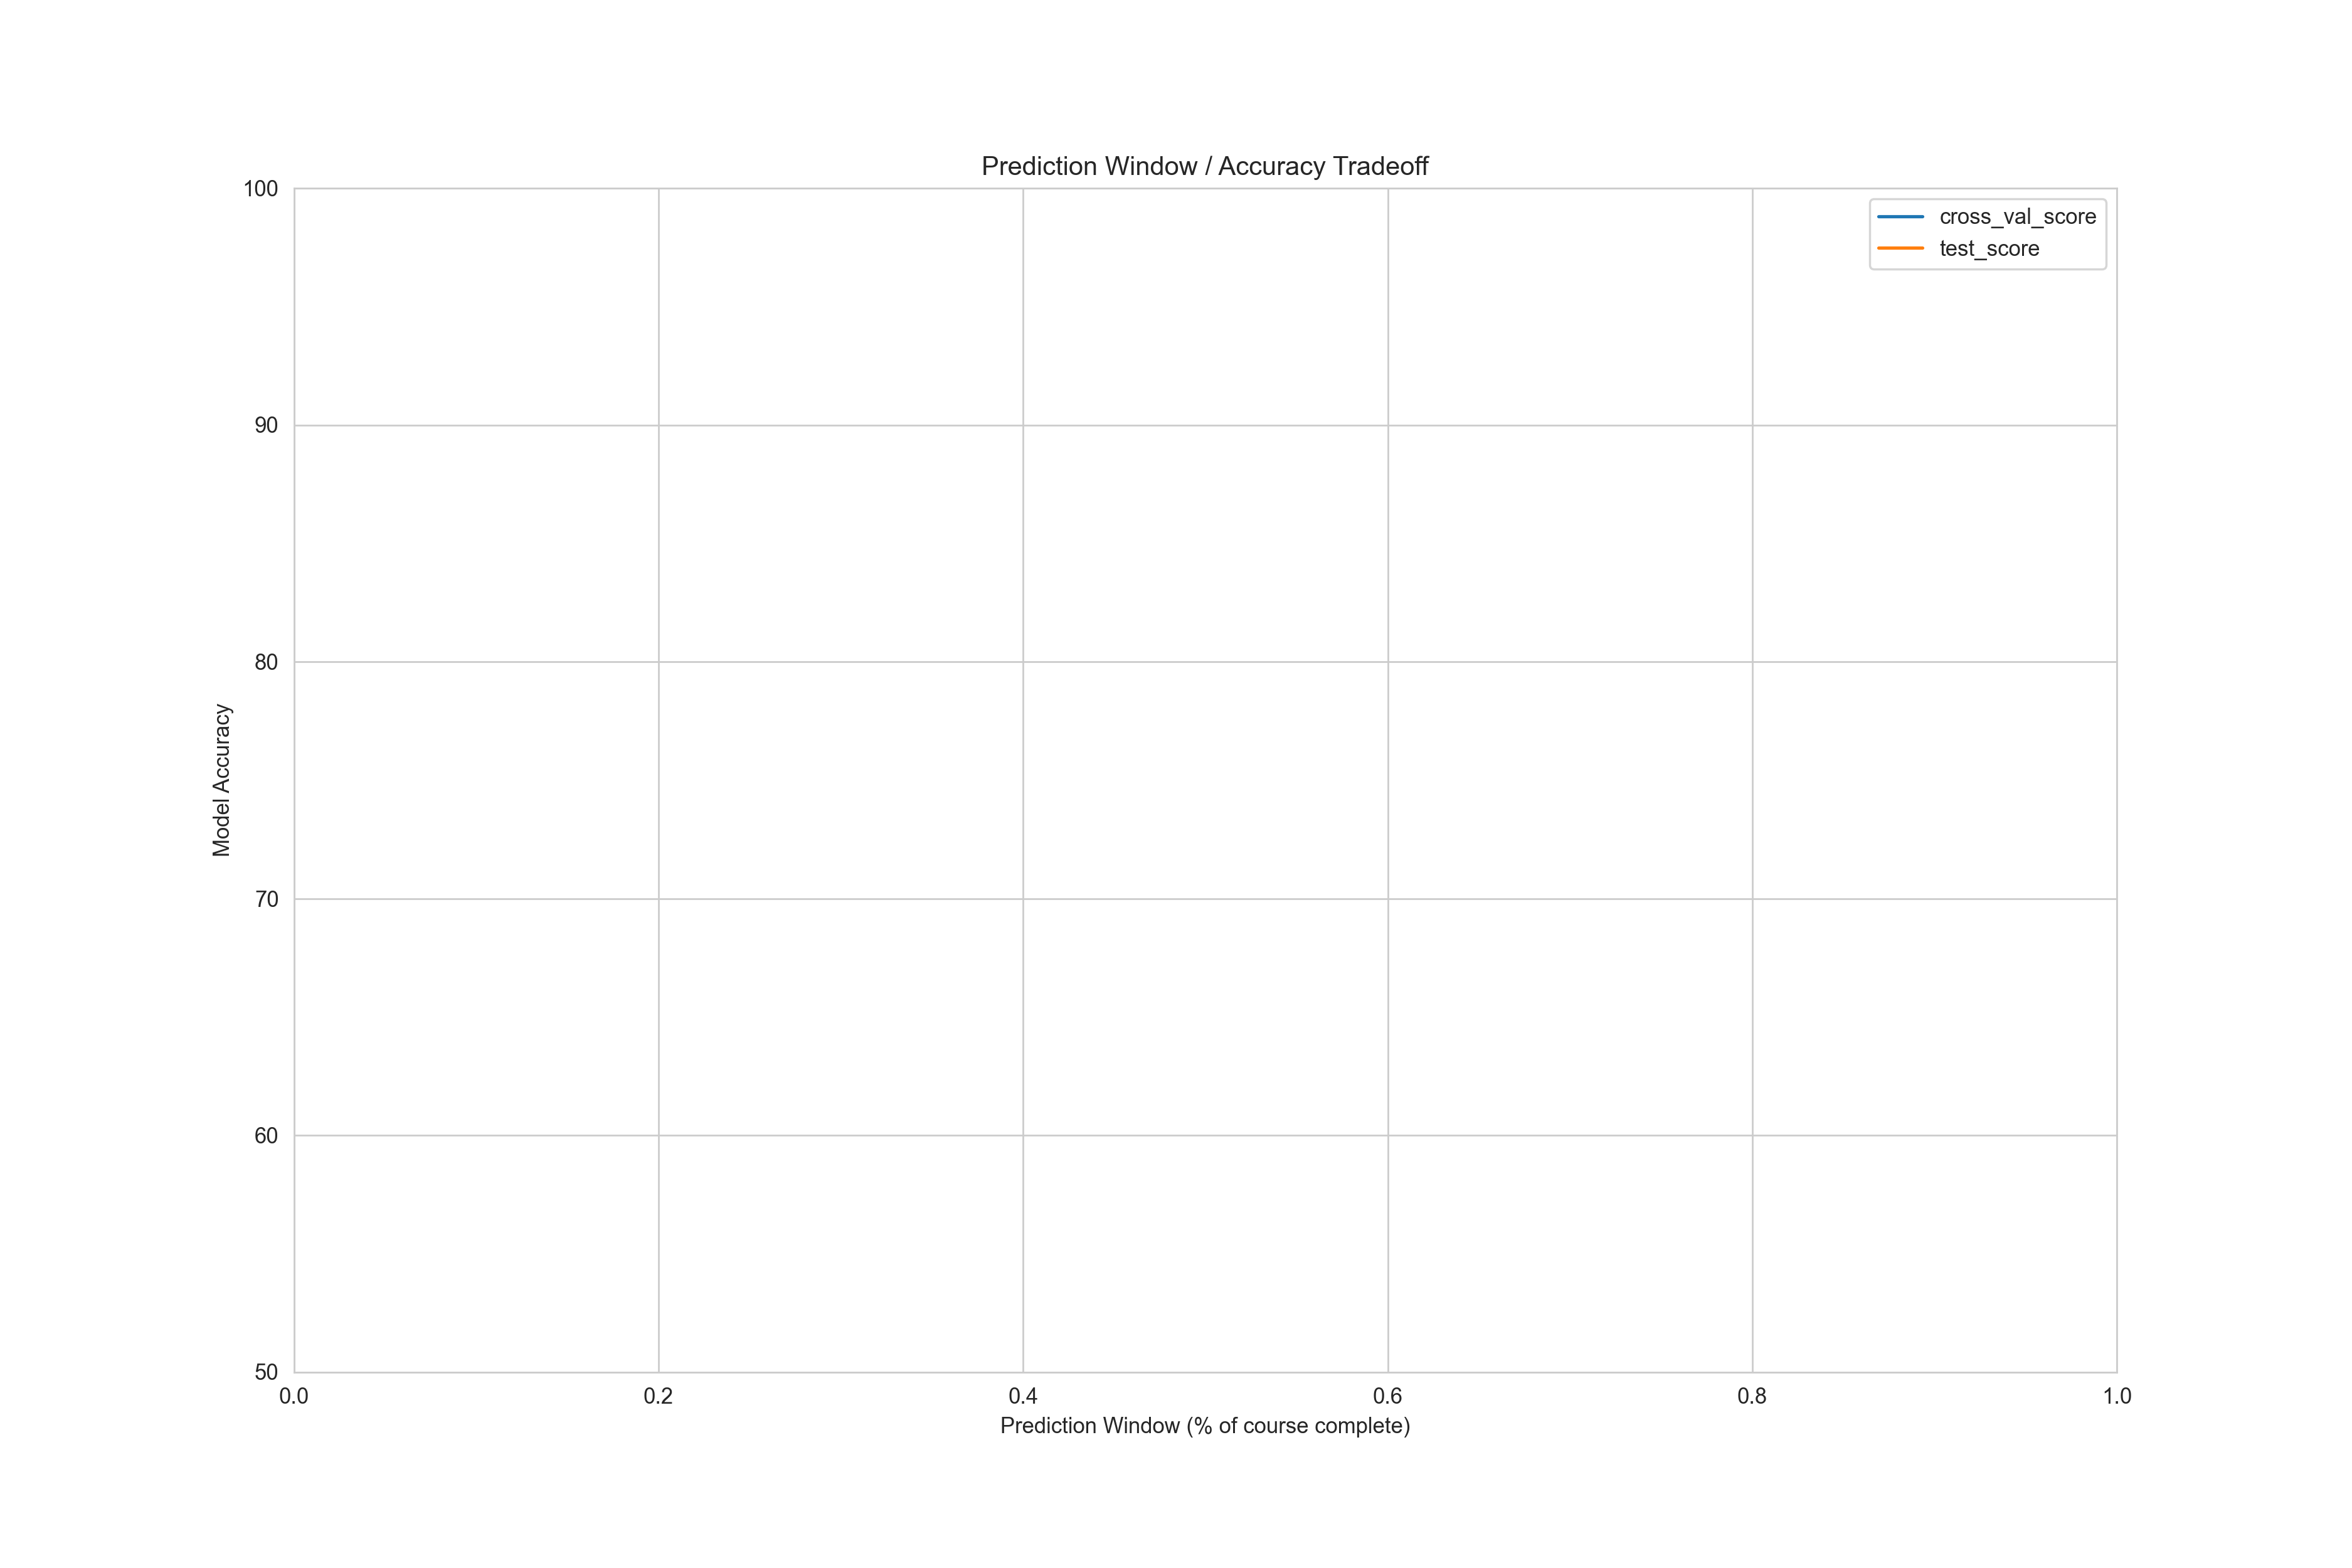 Prediction Window / Accuracy Tradeoff
cross_val_score
test_score
Model Accuracy
100
90
80
70
60
50
0.0 0.2 0.4 0.6 0.8 1.0
Prediction Window (% of course complete)